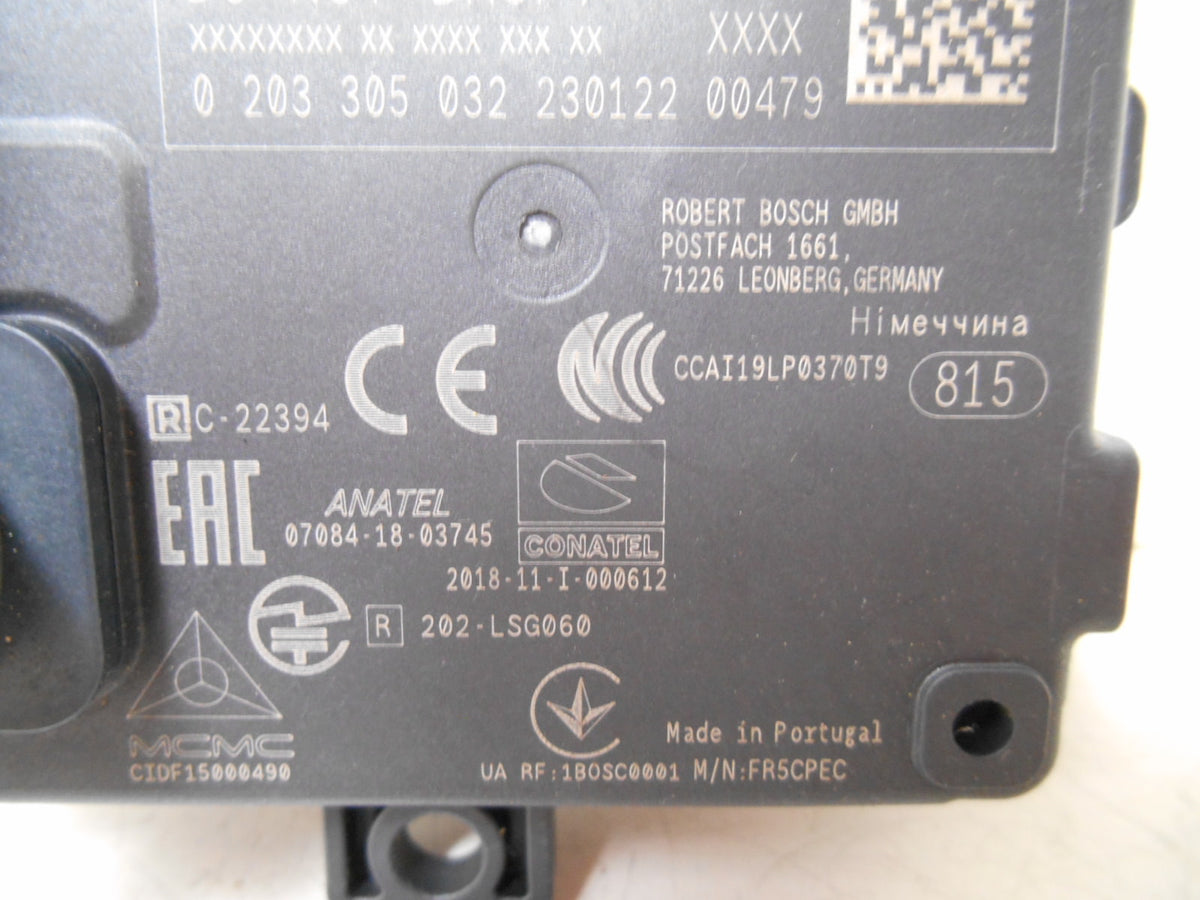 XXXXXXXX XX XXXX XXX XX XXXX
0 203 305 032 230122 00479
ROBERT BOSCH GMBH
POSTFACH 1661,
71226 LEONBERG,GERMANY
Німеччина
CE
CCAI19LP0370T9
815
R C-22394
EAC
ANATEL
07084-18-03745
CONATEL
2018-11-I-000612
R 202-LSG060
MCMC
CIDF15000490
Made in Portugal
UA RF:1BOSC0001 M/N:FR5CPEC